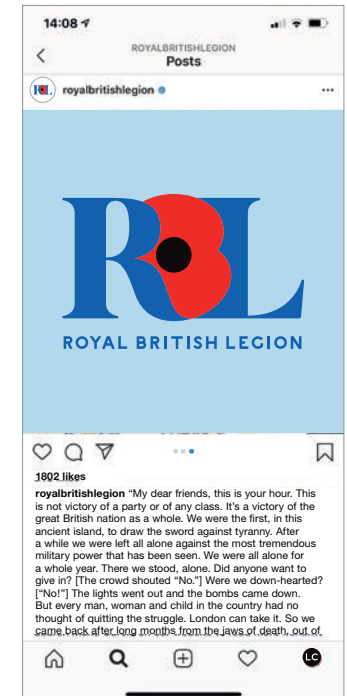 14:08
ROYALBRITISHLEGION
Posts
RBL royalbritishlegion
RBL
ROYAL BRITISH LEGION
1802 likes
royalbritishlegion “My dear friends, this is your hour. This
is not victory of a party or of any class. It’s a victory of the
great British nation as a whole. We were the first, in this
ancient island, to draw the sword against tyranny. After
a while we were left all alone against the most tremendous
military power that has been seen. We were all alone for
a whole year. There we stood, alone. Did anyone want to
give in? [The crowd shouted “No.”] Were we down-hearted?
[“No!”] The lights went out and the bombs came down.
But every man, woman and child in the country had no
thought of quitting the struggle. London can take it. So we
came back after long months from the jaws of death, out of
LC